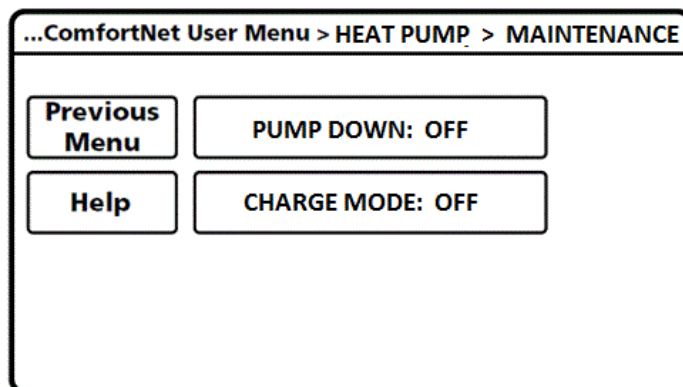 ...ComfortNet User Menu > HEAT PUMP > MAINTENANCE
Previous
Menu
PUMP DOWN: OFF
Help
CHARGE MODE: OFF